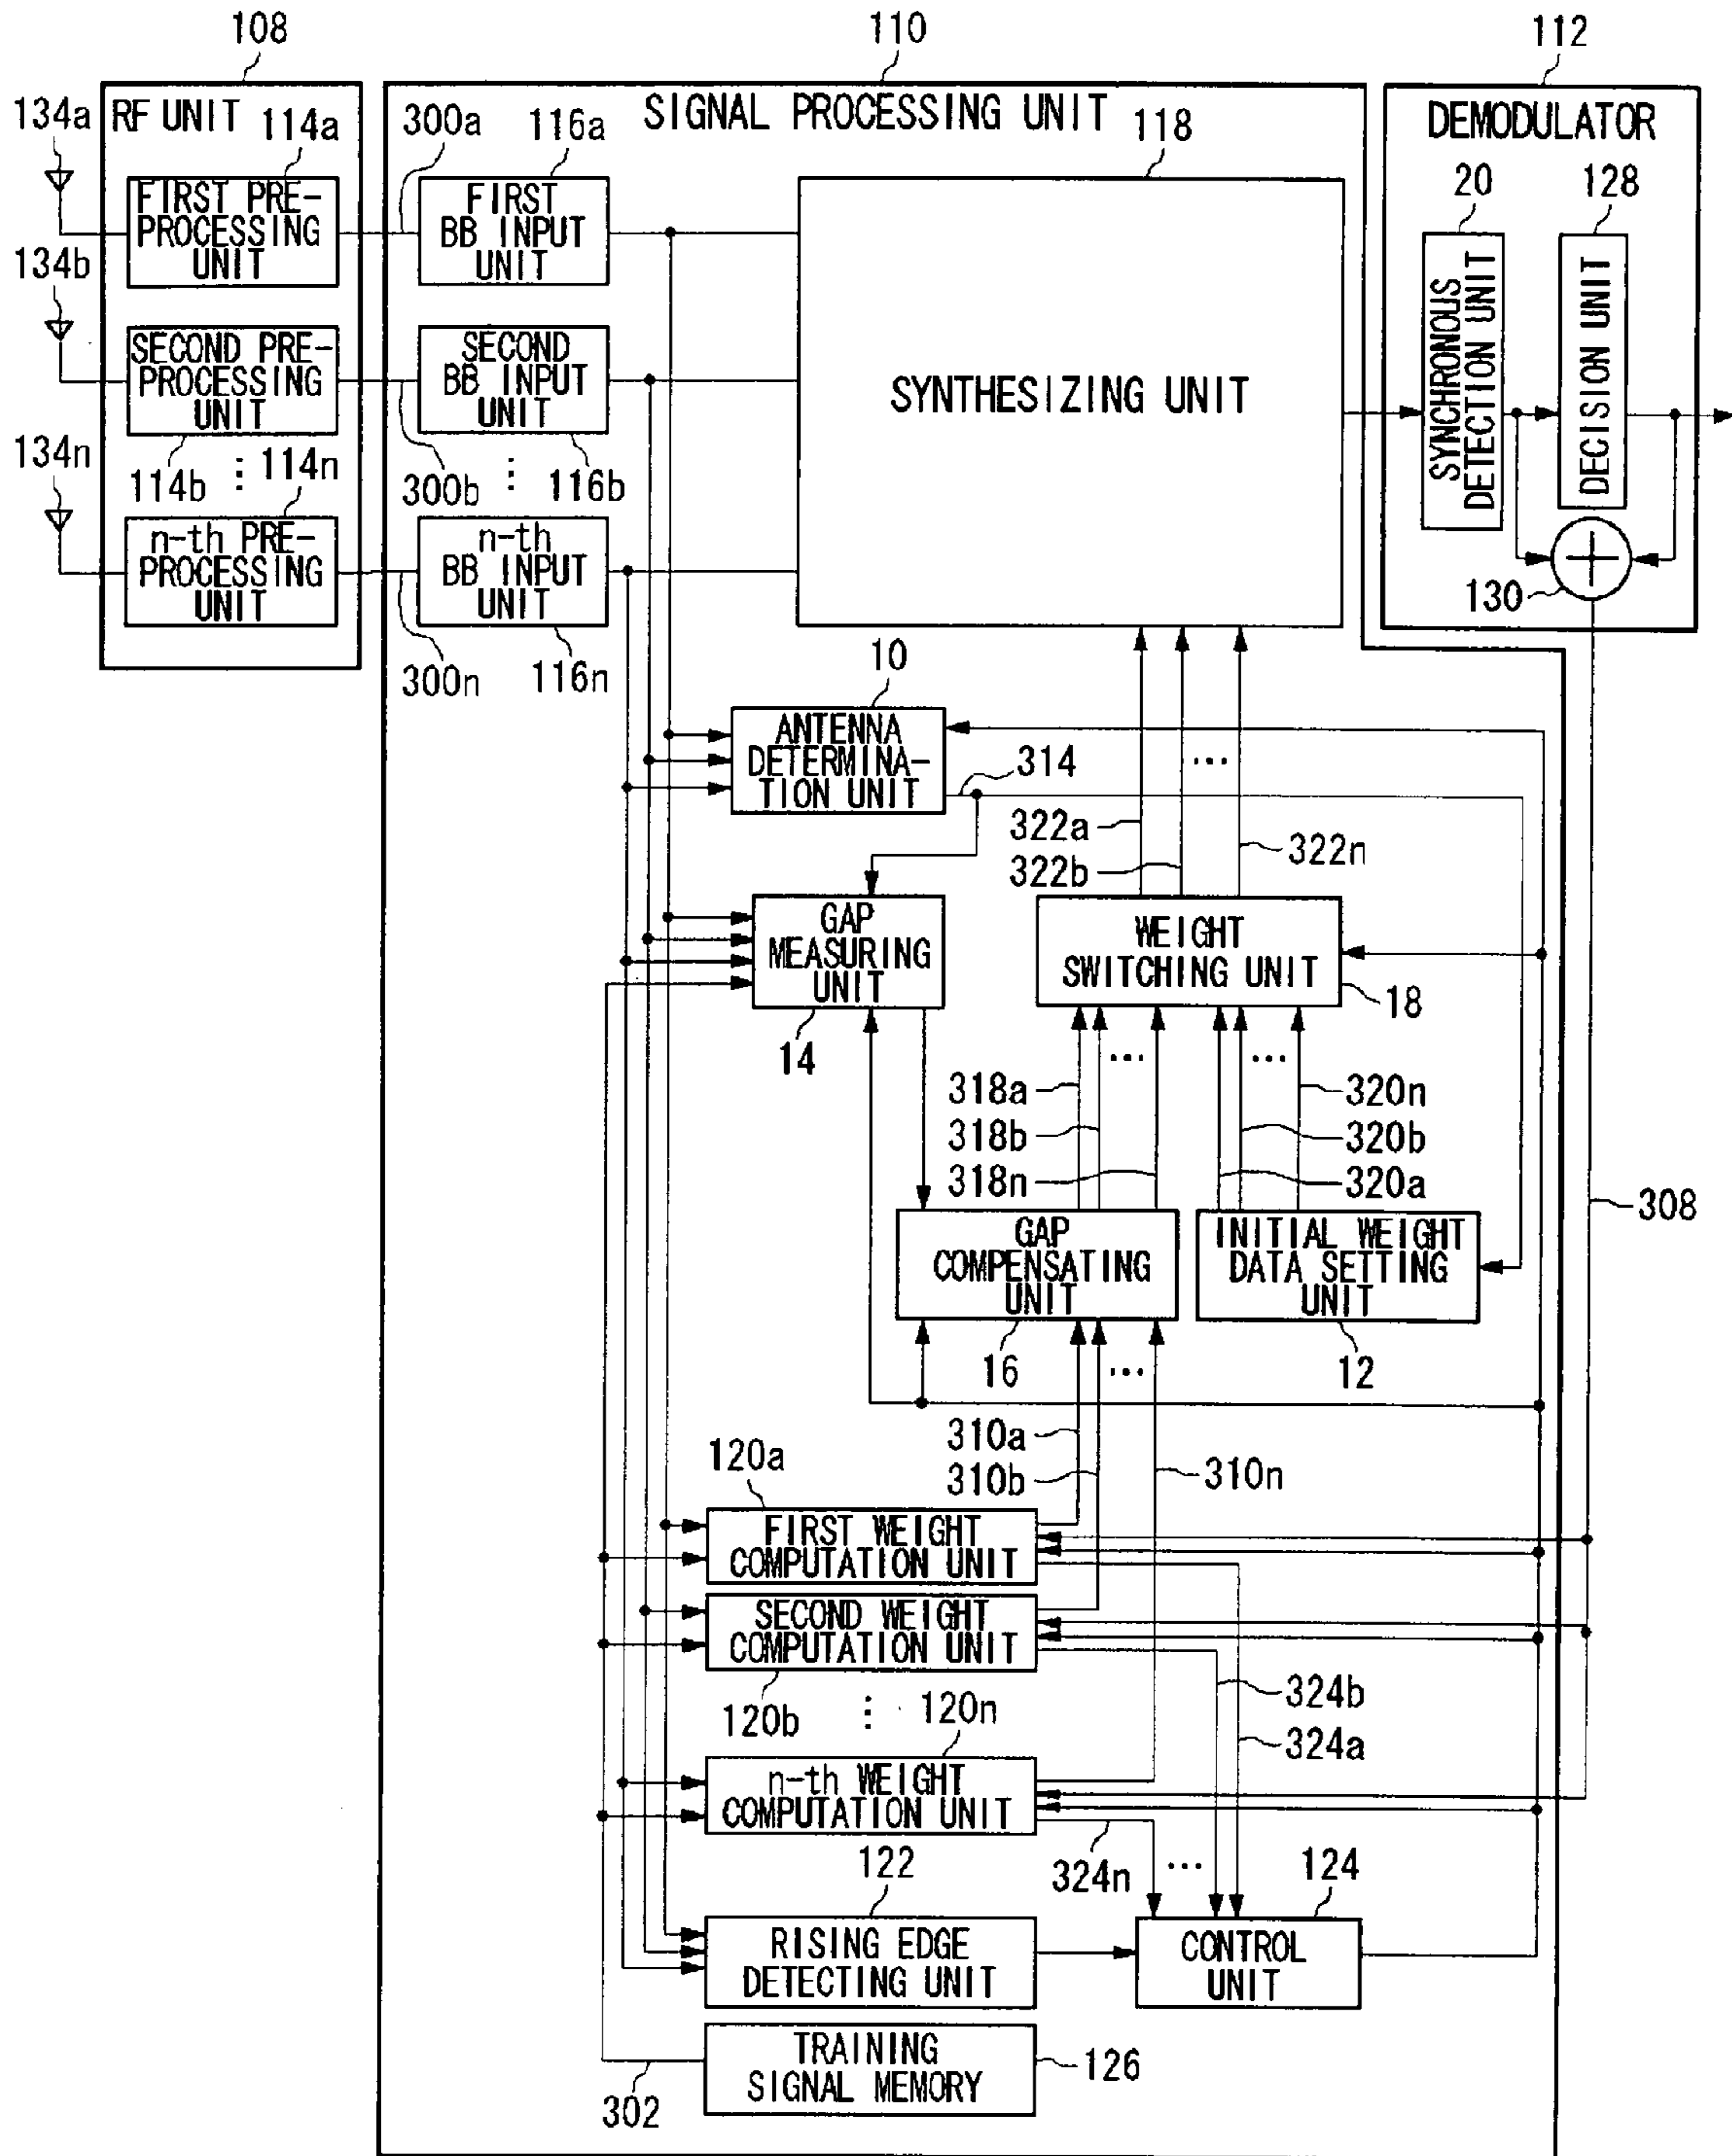 108
110
112
134a
RF UNIT
114a
300a
116a
SIGNAL PROCESSING UNIT
118
DEMODULATOR
FIRST PRE-
PROCESSING
UNIT
FIRST
BB INPUT
UNIT
20
128
134b
SECOND PRE-
PROCESSING
UNIT
SECOND
BB INPUT
UNIT
SYNTHESIZING UNIT
SYNCHRONOUS
DETECTION UNIT
DECISION UNIT
134n
114b
⋮
114n
300b
⋮
116b
n-th PRE-
PROCESSING
UNIT
n-th
BB INPUT
UNIT
130
300n
116n
10
ANTENNA
DETERMINA-
TION UNIT
314
...
322a
322b
322n
GAP
MEASURING
UNIT
WEIGHT
SWITCHING UNIT
14
18
...
...
318a
318b
318n
320n
320b
320a
308
GAP
COMPENSATING
UNIT
INITIAL WEIGHT
DATA SETTING
UNIT
16
...
12
120a
310a
310b
310n
FIRST WEIGHT
COMPUTATION UNIT
SECOND WEIGHT
COMPUTATION UNIT
120b
⋮
120n
324b
324a
n-th WEIGHT
COMPUTATION UNIT
122
324n
...
124
RISING EDGE
DETECTING UNIT
CONTROL
UNIT
TRAINING
SIGNAL MEMORY
126
302